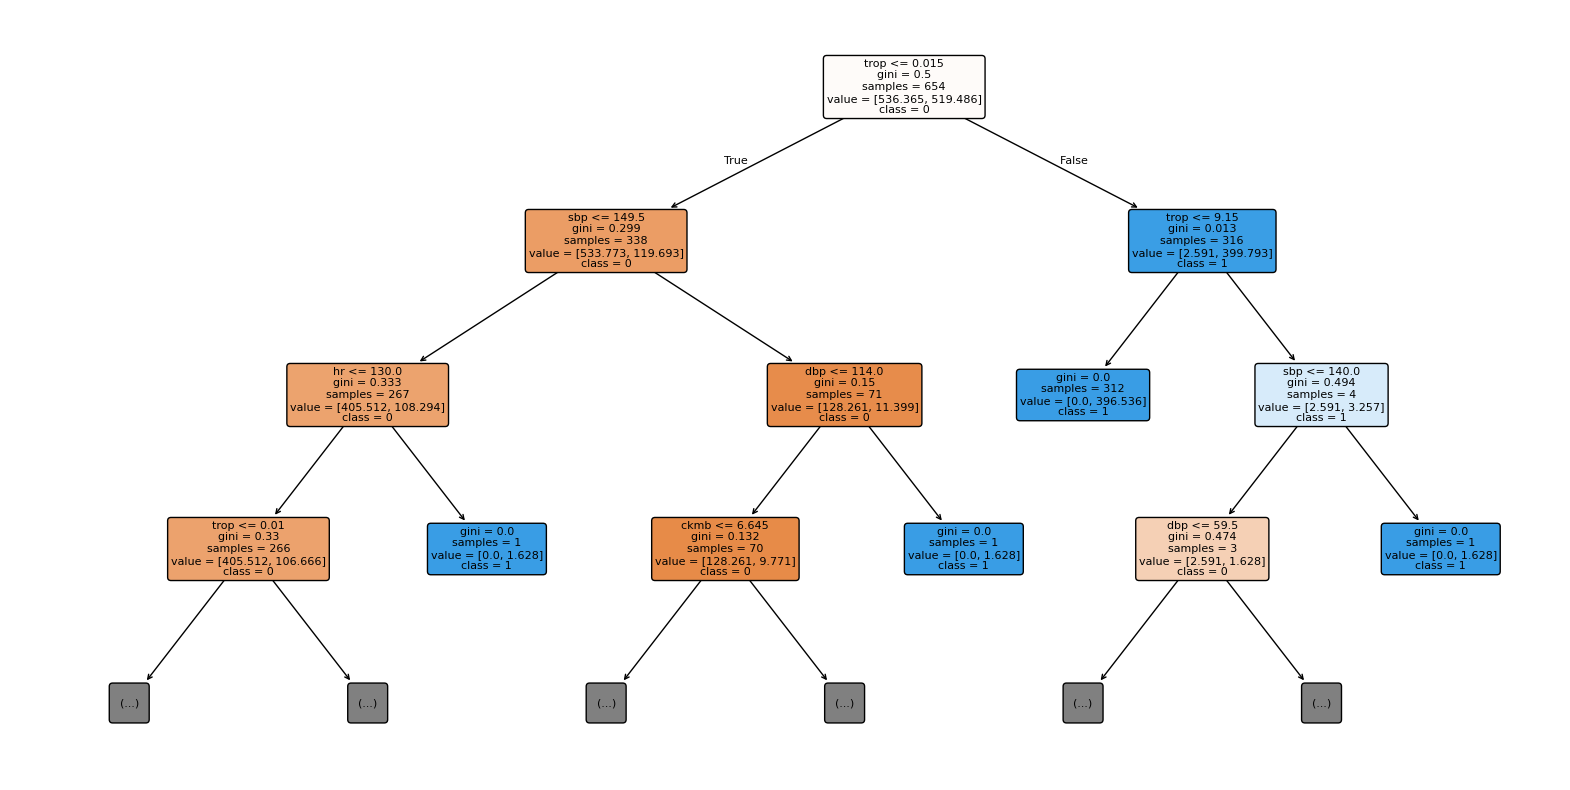 trop <= 0.015
gini = 0.5
samples = 654
value = [536.365, 519.486]
class = 0
True
False
sbp <= 149.5
gini = 0.299
samples = 338
value = [533.773, 119.693]
class = 0
trop <= 9.15
gini = 0.013
samples = 316
value = [2.591, 399.793]
class = 1
hr <= 130.0
gini = 0.333
samples = 267
value = [405.512, 108.294]
class = 0
dbp <= 114.0
gini = 0.15
samples = 71
value = [128.261, 11.399]
class = 0
gini = 0.0
samples = 312
value = [0.0, 396.536]
class = 1
sbp <= 140.0
gini = 0.494
samples = 4
value = [2.591, 3.257]
class = 1
trop <= 0.01
gini = 0.33
samples = 266
value = [405.512, 106.666]
class = 0
gini = 0.0
samples = 1
value = [0.0, 1.628]
class = 1
ckmb <= 6.645
gini = 0.132
samples = 70
value = [128.261, 9.771]
class = 0
gini = 0.0
samples = 1
value = [0.0, 1.628]
class = 1
dbp <= 59.5
gini = 0.474
samples = 3
value = [2.591, 1.628]
class = 0
gini = 0.0
samples = 1
value = [0.0, 1.628]
class = 1
(...)
(...)
(...)
(...)
(...)
(...)